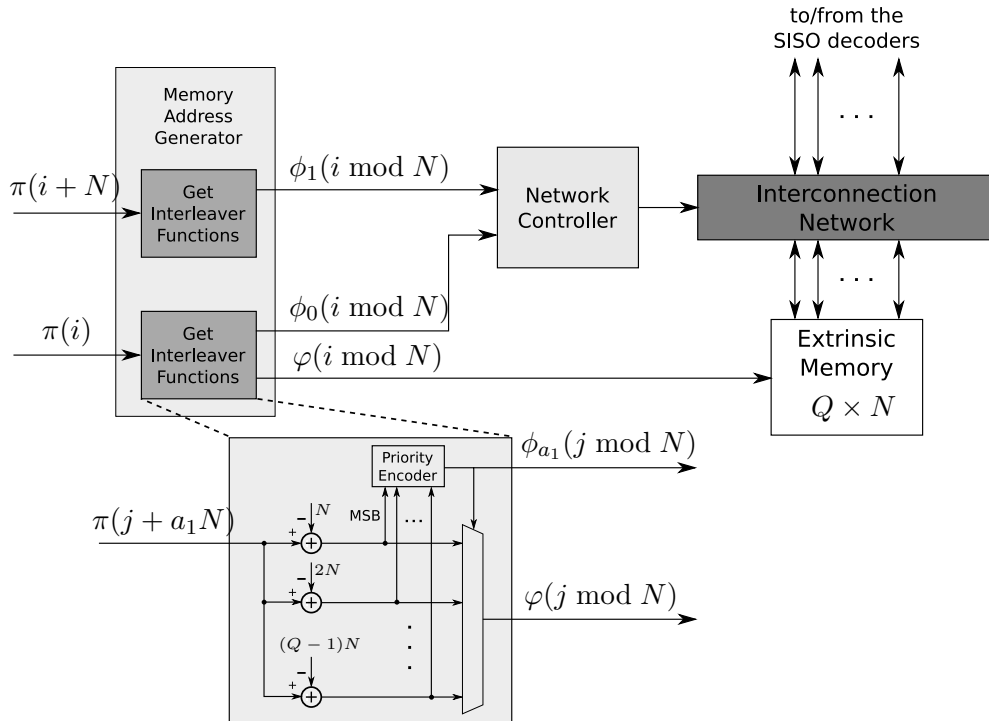 to/from the
SISO decoders
. . .
Memory
Address
Generator
π(i + N)
Get
Interleaver
Functions
ϕ₁(i mod N)
Network
Controller
Interconnection
Network
. . .
π(i)
Get
Interleaver
Functions
ϕ₀(i mod N)
φ(i mod N)
Extrinsic
Memory
Q × N
Priority
Encoder
ϕₐ₁(j mod N)
MSB
...
π(j + a₁N)
+
−
N
+
+
−
2N
+
φ(j mod N)
. . .
(Q − 1)N
+
−
+